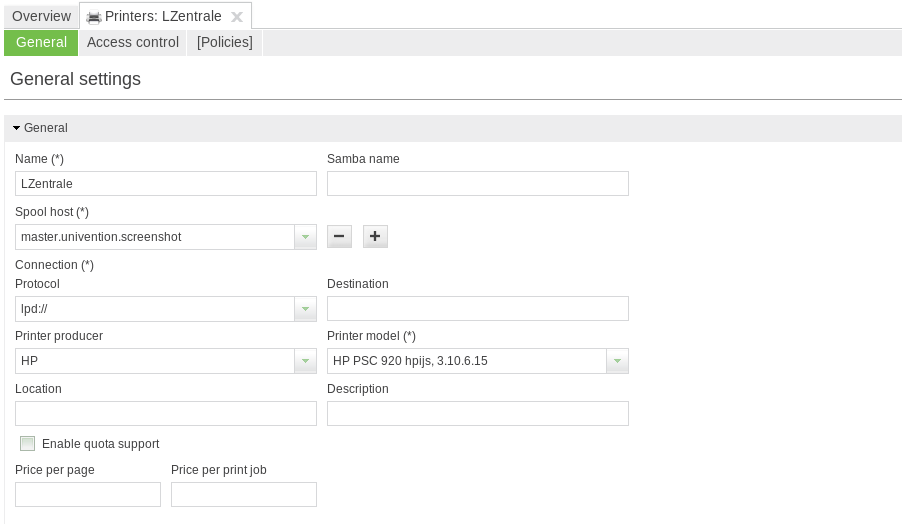 Overview Printers: LZentrale
General Access control [Policies]
General settings
General
Name (*) Samba name
LZentrale
Spool host (*)
master.univention.screenshot
Connection (*)
Protocol Destination
lpd://
Printer producer Printer model (*)
HP HP PSC 920 hpijs, 3.10.6.15
Location Description
Enable quota support
Price per page Price per print job